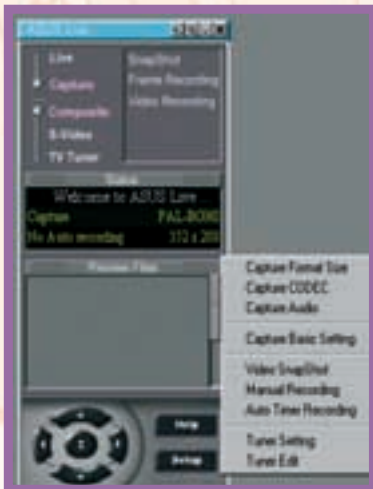 ASUS Live
Live
Capture
Composite
S-Video
TV Tuner
SnapShot
Frame Recording
Video Recording
Status
Welcome to ASUS Live
Capture
No Auto recording
Capture Format Size
Capture CODEC
Capture Audio
Capture Basic Setting
Video SnapShot
Manual Recording
Auto Timer Recording
Tuner Setting
Tuner Edit
Help
Setup